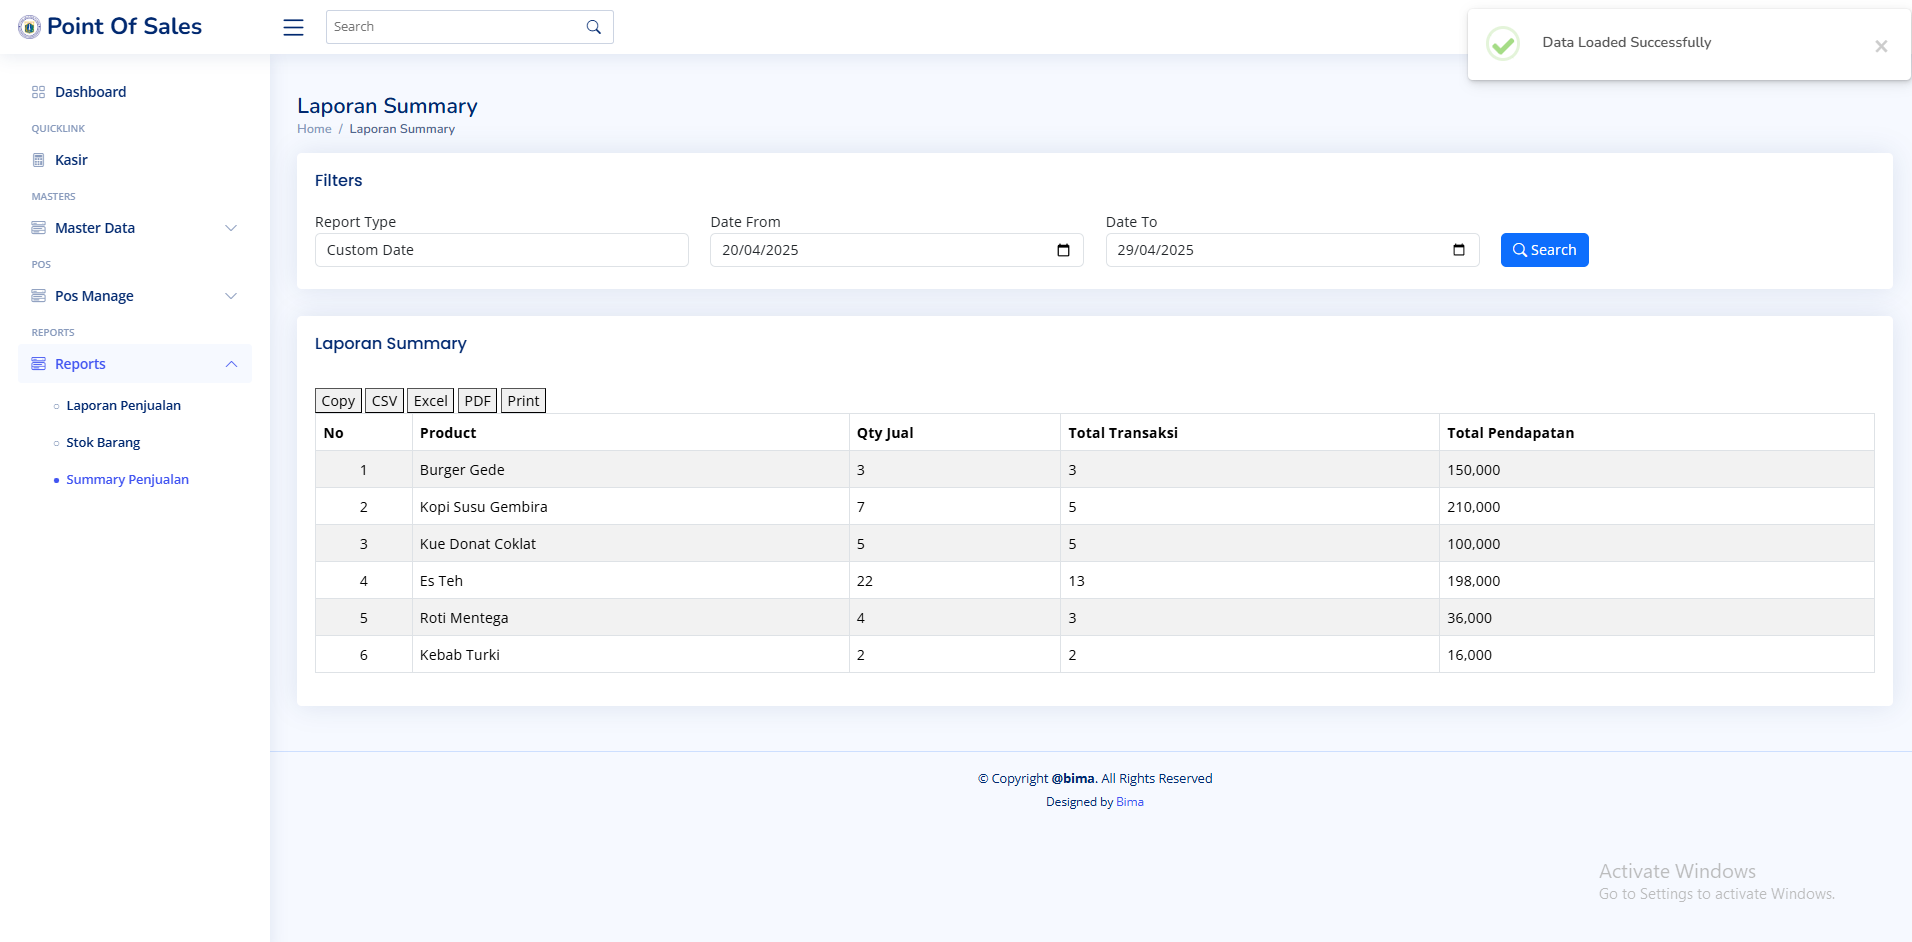 Point Of Sales
Search
Data Loaded Successfully
×
Dashboard
QUICKLINK
Kasir
MASTERS
Master Data
POS
Pos Manage
REPORTS
Reports
Laporan Penjualan
Stok Barang
Summary Penjualan
Laporan Summary
Home / Laporan Summary
Filters
Report Type Date From Date To
Custom Date 20/04/2025 29/04/2025 Search
Laporan Summary
Copy CSV Excel PDF Print
No Product Qty Jual Total Transaksi Total Pendapatan
1 Burger Gede 3 3 150,000
2 Kopi Susu Gembira 7 5 210,000
3 Kue Donat Coklat 5 5 100,000
4 Es Teh 22 13 198,000
5 Roti Mentega 4 3 36,000
6 Kebab Turki 2 2 16,000
© Copyright @bima. All Rights Reserved
Designed by Bima
Activate Windows
Go to Settings to activate Windows.